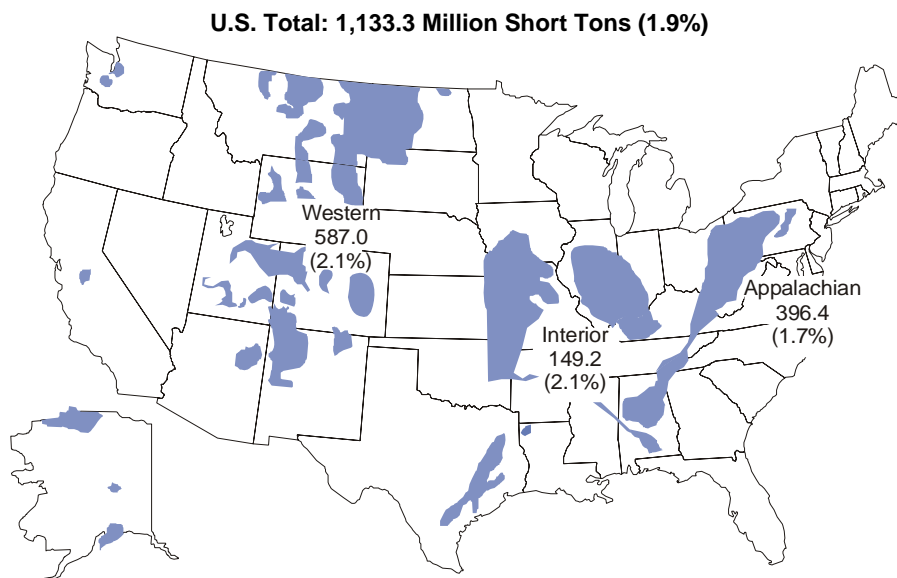 U.S. Total: 1,133.3 Million Short Tons (1.9%)
Western
587.0
(2.1%)
Appalachian
396.4
(1.7%)
Interior
149.2
(2.1%)